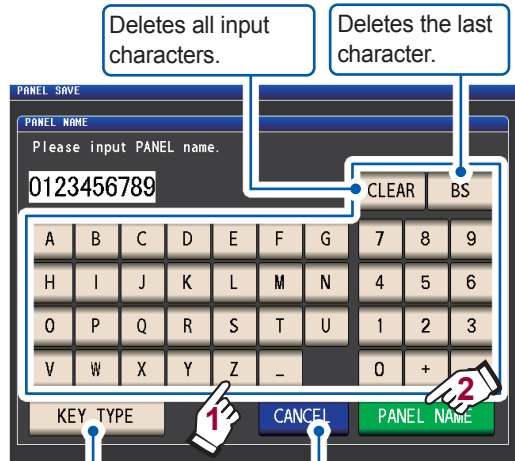 Deletes all input
characters.
Deletes the last
character.
PANEL SAVE
PANEL NAME
Please input PANEL name.
0123456789
CLEAR BS
A B C D E F G 7 8 9
H I J K L M N 4 5 6
O P Q R S T U 1 2 3
V W X Y Z _ 0 +
1
2
KEY TYPE CANCEL PANEL NAME